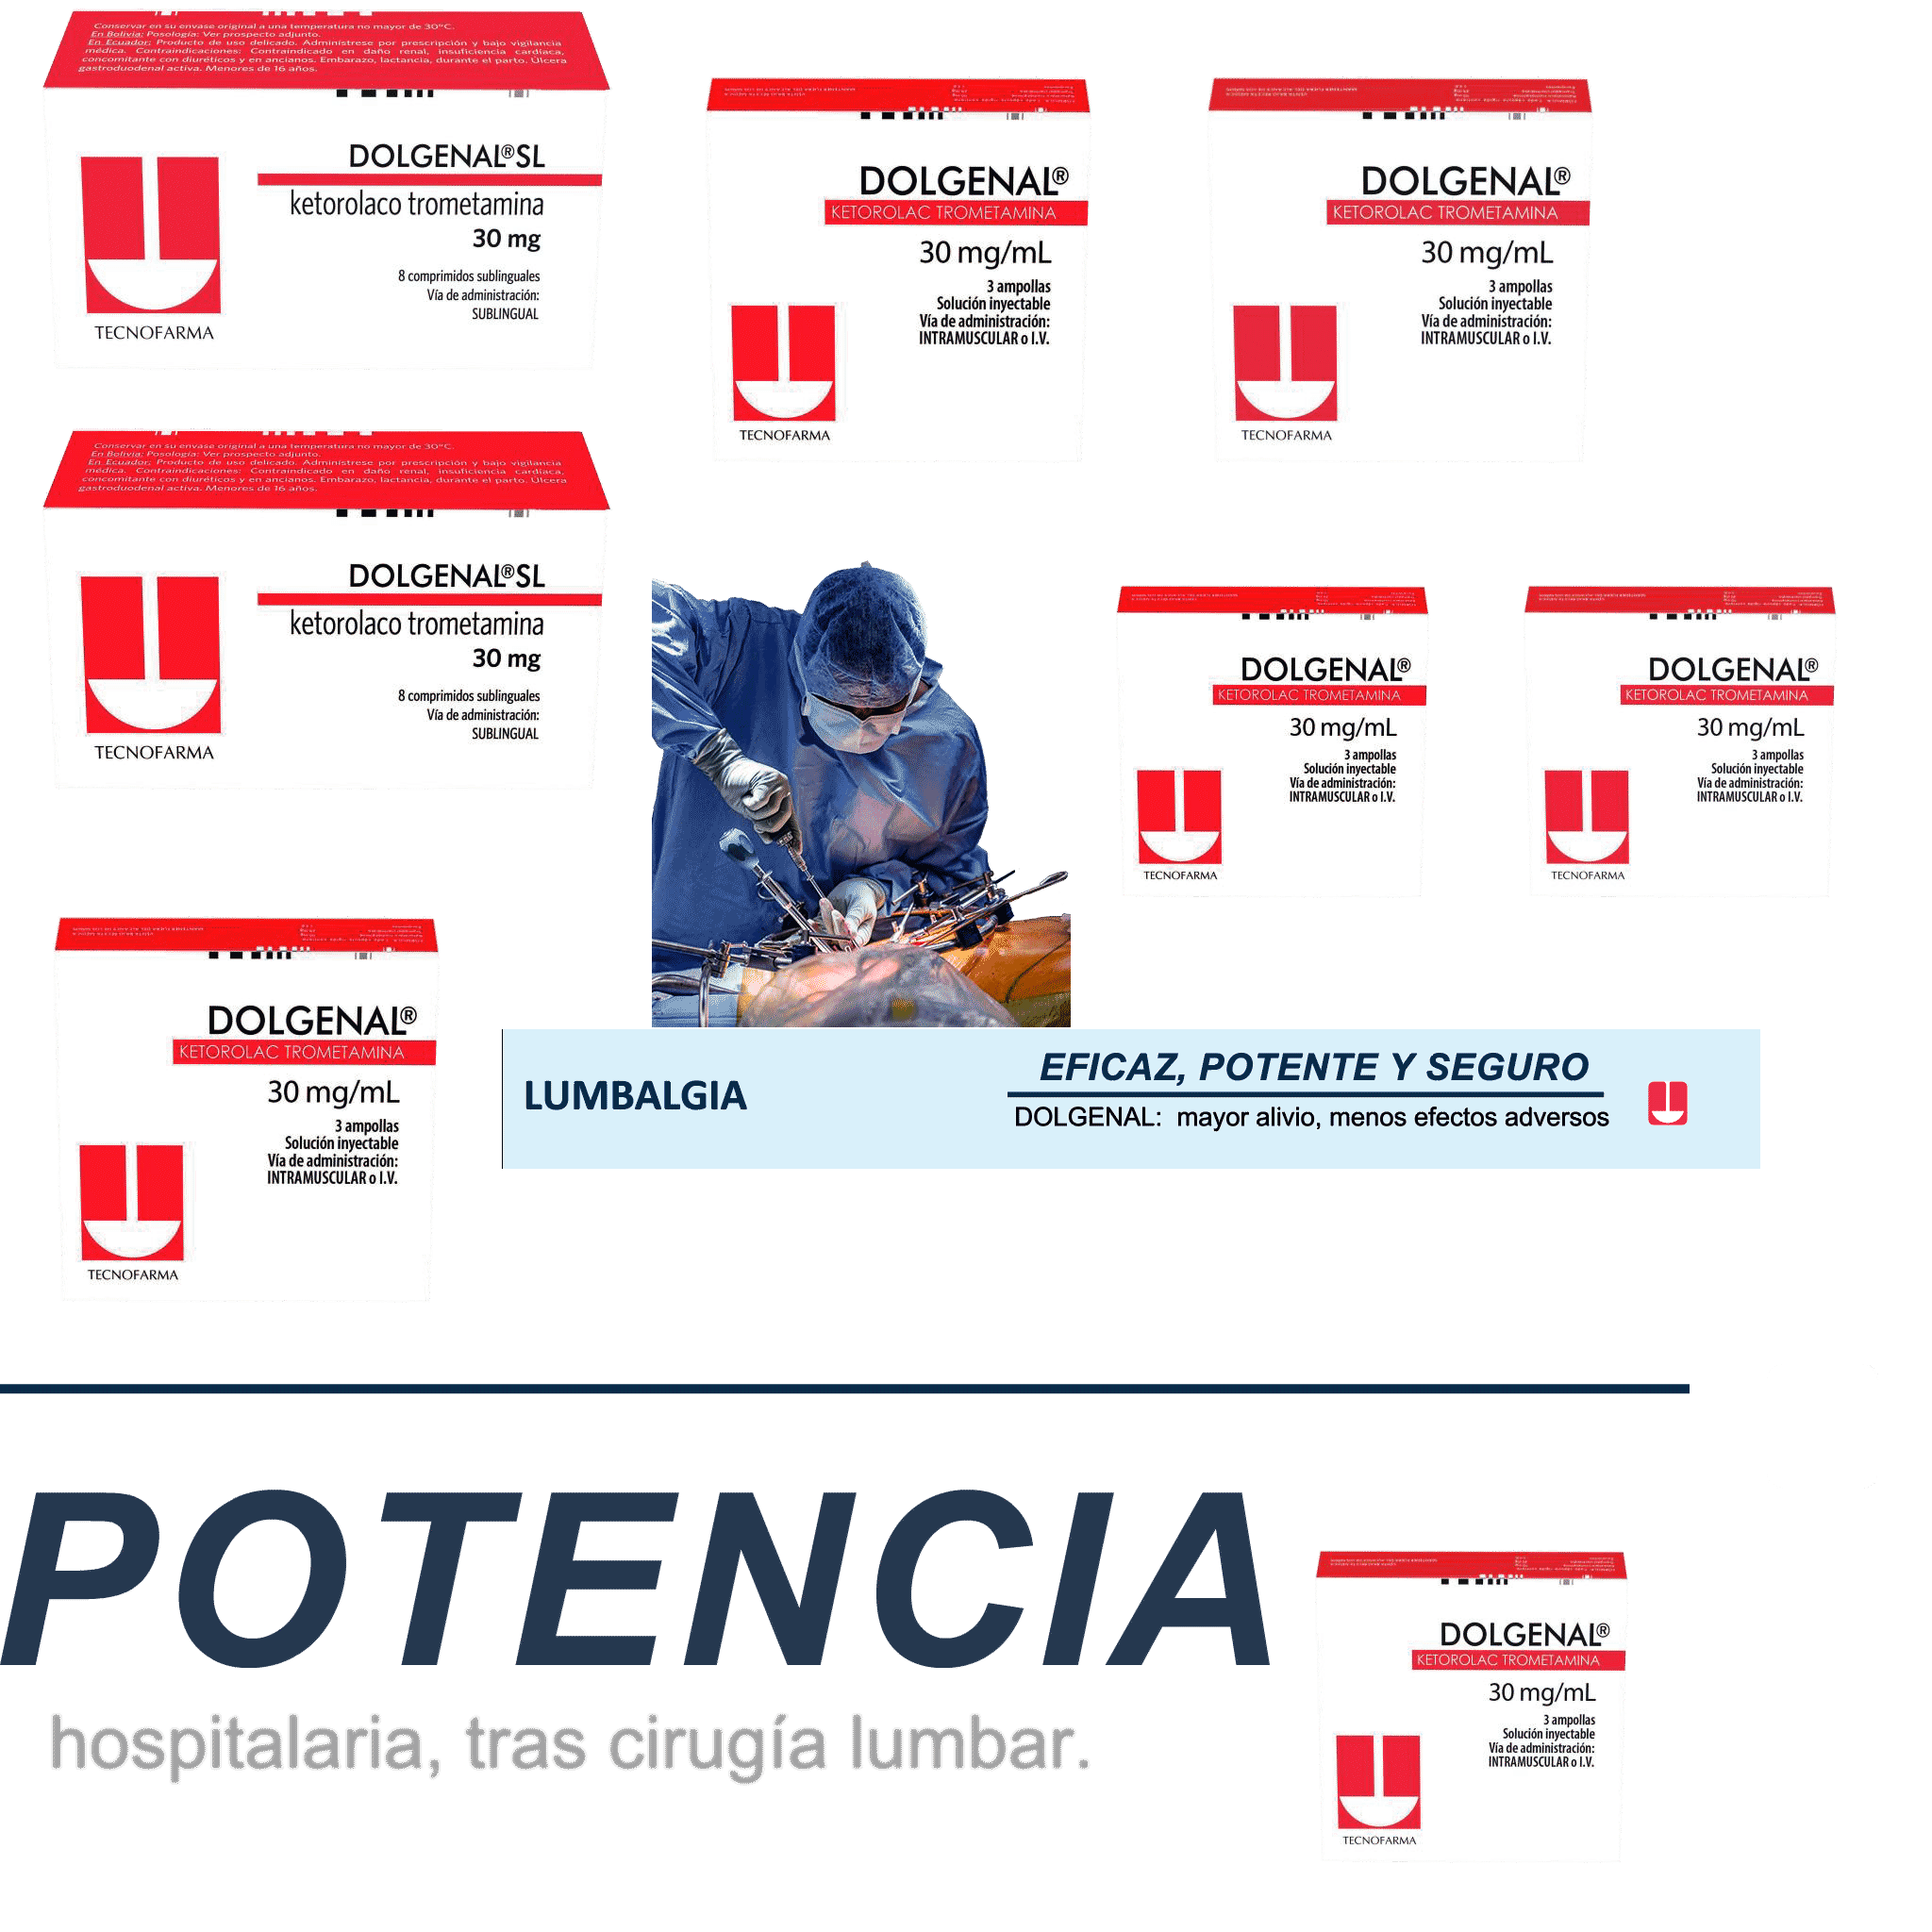 Conservar en su envase original a una temperatura no mayor de 30°C.
En Bolivia: Posología: Ver prospecto adjunto.
En Ecuador: Producto de uso delicado. Adminístrese por prescripción y bajo vigilancia
médica. Contraindicaciones: Contraindicado en daño renal, insuficiencia cardíaca,
concomitante con diuréticos y en ancianos. Embarazo, lactancia, durante el parto. Úlcera
gastroduodenal activa. Menores de 16 años.
DOLGENAL®SL
ketorolaco trometamina
30 mg
8 comprimidos sublinguales
Vía de administración:
SUBLINGUAL
TECNOFARMA
DOLGENAL®
KETOROLAC TROMETAMINA
30 mg/mL
3 ampollas
Solución inyectable
Vía de administración:
INTRAMUSCULAR o I.V.
TECNOFARMA
DOLGENAL®
KETOROLAC TROMETAMINA
30 mg/mL
3 ampollas
Solución inyectable
Vía de administración:
INTRAMUSCULAR o I.V.
TECNOFARMA
Conservar en su envase original a una temperatura no mayor de 30°C.
En Bolivia: Posología: Ver prospecto adjunto.
En Ecuador: Producto de uso delicado. Adminístrese por prescripción y bajo vigilancia
médica. Contraindicaciones: Contraindicado en daño renal, insuficiencia cardíaca,
concomitante con diuréticos y en ancianos. Embarazo, lactancia, durante el parto. Úlcera
gastroduodenal activa. Menores de 16 años.
DOLGENAL®SL
ketorolaco trometamina
30 mg
8 comprimidos sublinguales
Vía de administración:
SUBLINGUAL
TECNOFARMA
DOLGENAL®
KETOROLAC TROMETAMINA
30 mg/mL
3 ampollas
Solución inyectable
Vía de administración:
INTRAMUSCULAR o I.V.
TECNOFARMA
DOLGENAL®
KETOROLAC TROMETAMINA
30 mg/mL
3 ampollas
Solución inyectable
Vía de administración:
INTRAMUSCULAR o I.V.
TECNOFARMA
DOLGENAL®
KETOROLAC TROMETAMINA
30 mg/mL
3 ampollas
Solución inyectable
Vía de administración:
INTRAMUSCULAR o I.V.
TECNOFARMA
LUMBALGIA
EFICAZ, POTENTE Y SEGURO
DOLGENAL: mayor alivio, menos efectos adversos
POTENCIA
hospitalaria, tras cirugía lumbar.
DOLGENAL®
KETOROLAC TROMETAMINA
30 mg/mL
3 ampollas
Solución inyectable
Vía de administración:
INTRAMUSCULAR o I.V.
TECNOFARMA